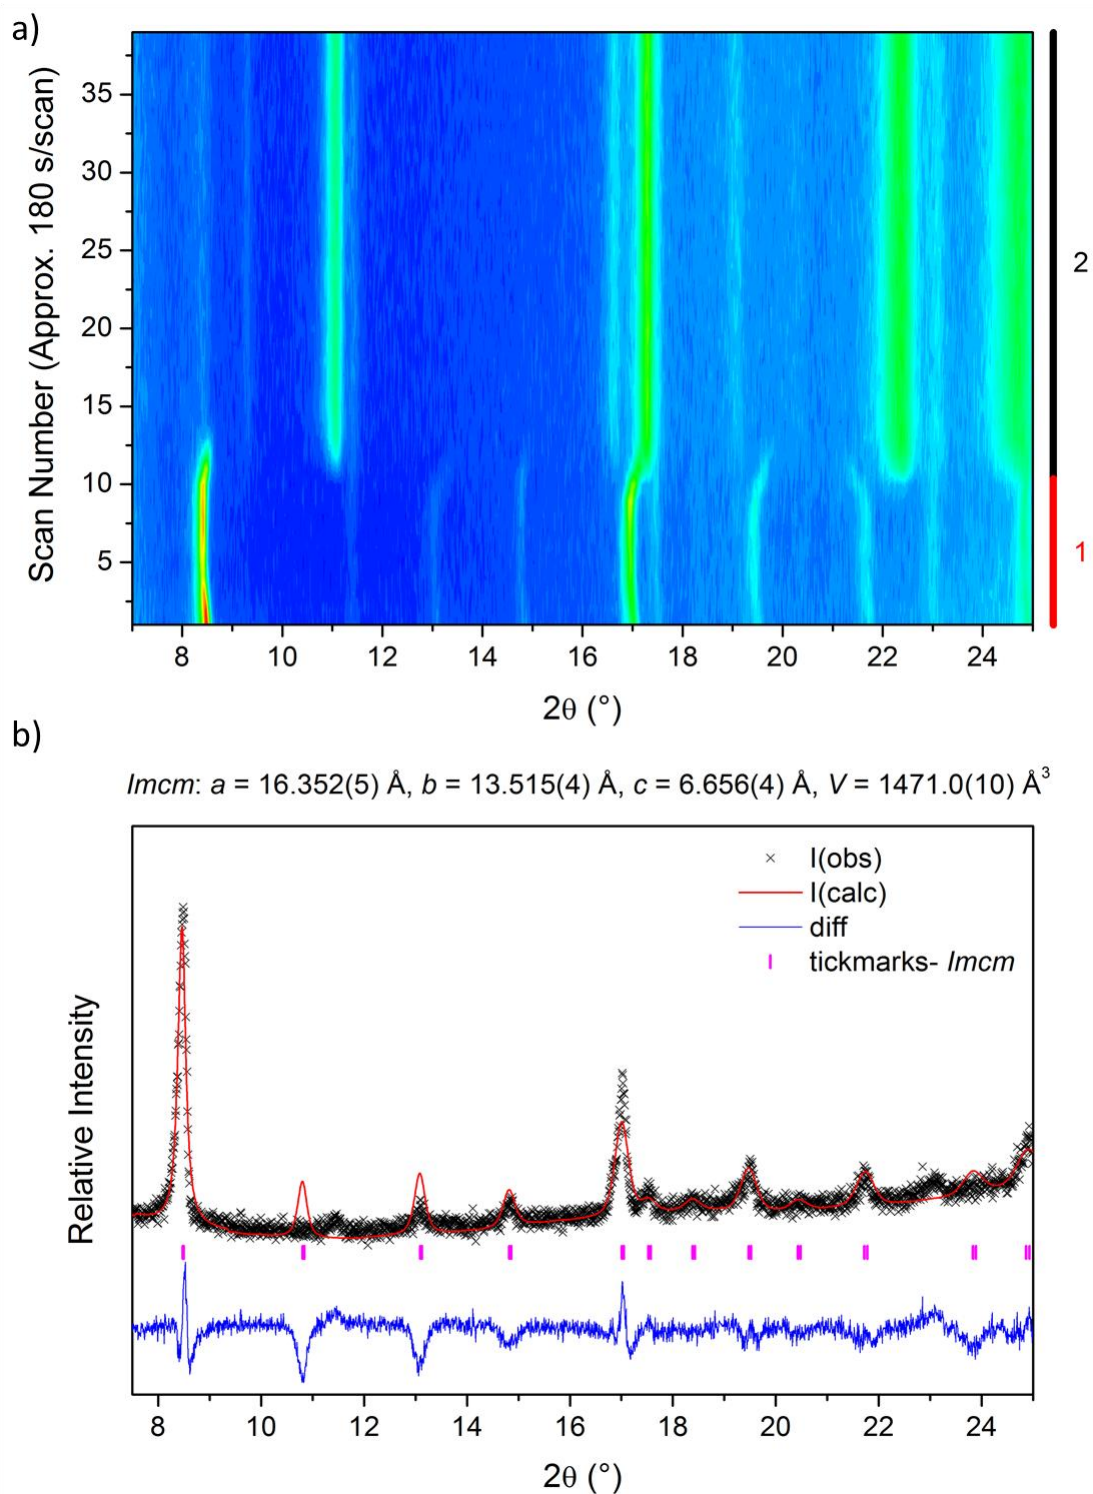 a)
Scan Number (Approx. 180 s/scan)
35
30
25
20
15
10
5
2
1
8 10 12 14 16 18 20 22 24
2θ (°)
b)
Imcm: a = 16.352(5) Å, b = 13.515(4) Å, c = 6.656(4) Å, V = 1471.0(10) Å³
I(obs)
I(calc)
diff
tickmarks- Imcm
Relative Intensity
8 10 12 14 16 18 20 22 24
2θ (°)